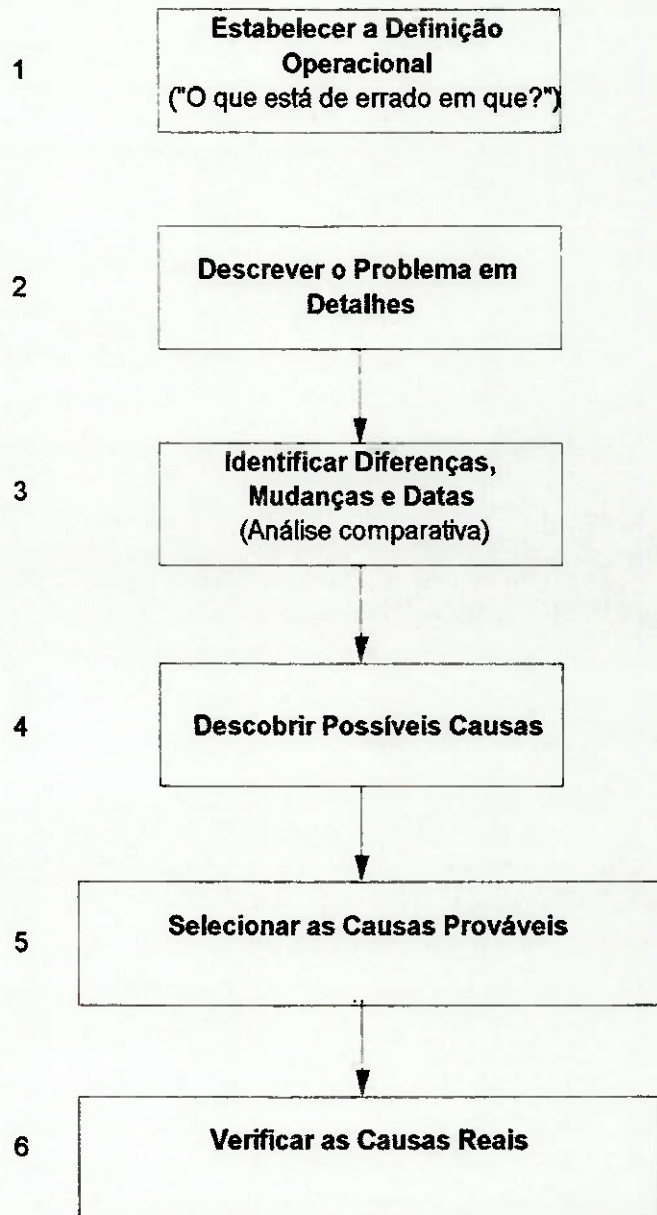 1
Estabelecer a Definição
Operacional
("O que está de errado em que?")
2
Descrever o Problema em
Detalhes
3
Identificar Diferenças,
Mudanças e Datas
(Análise comparativa)
4
Descobrir Possíveis Causas
5
Selecionar as Causas Prováveis
6
Verificar as Causas Reais